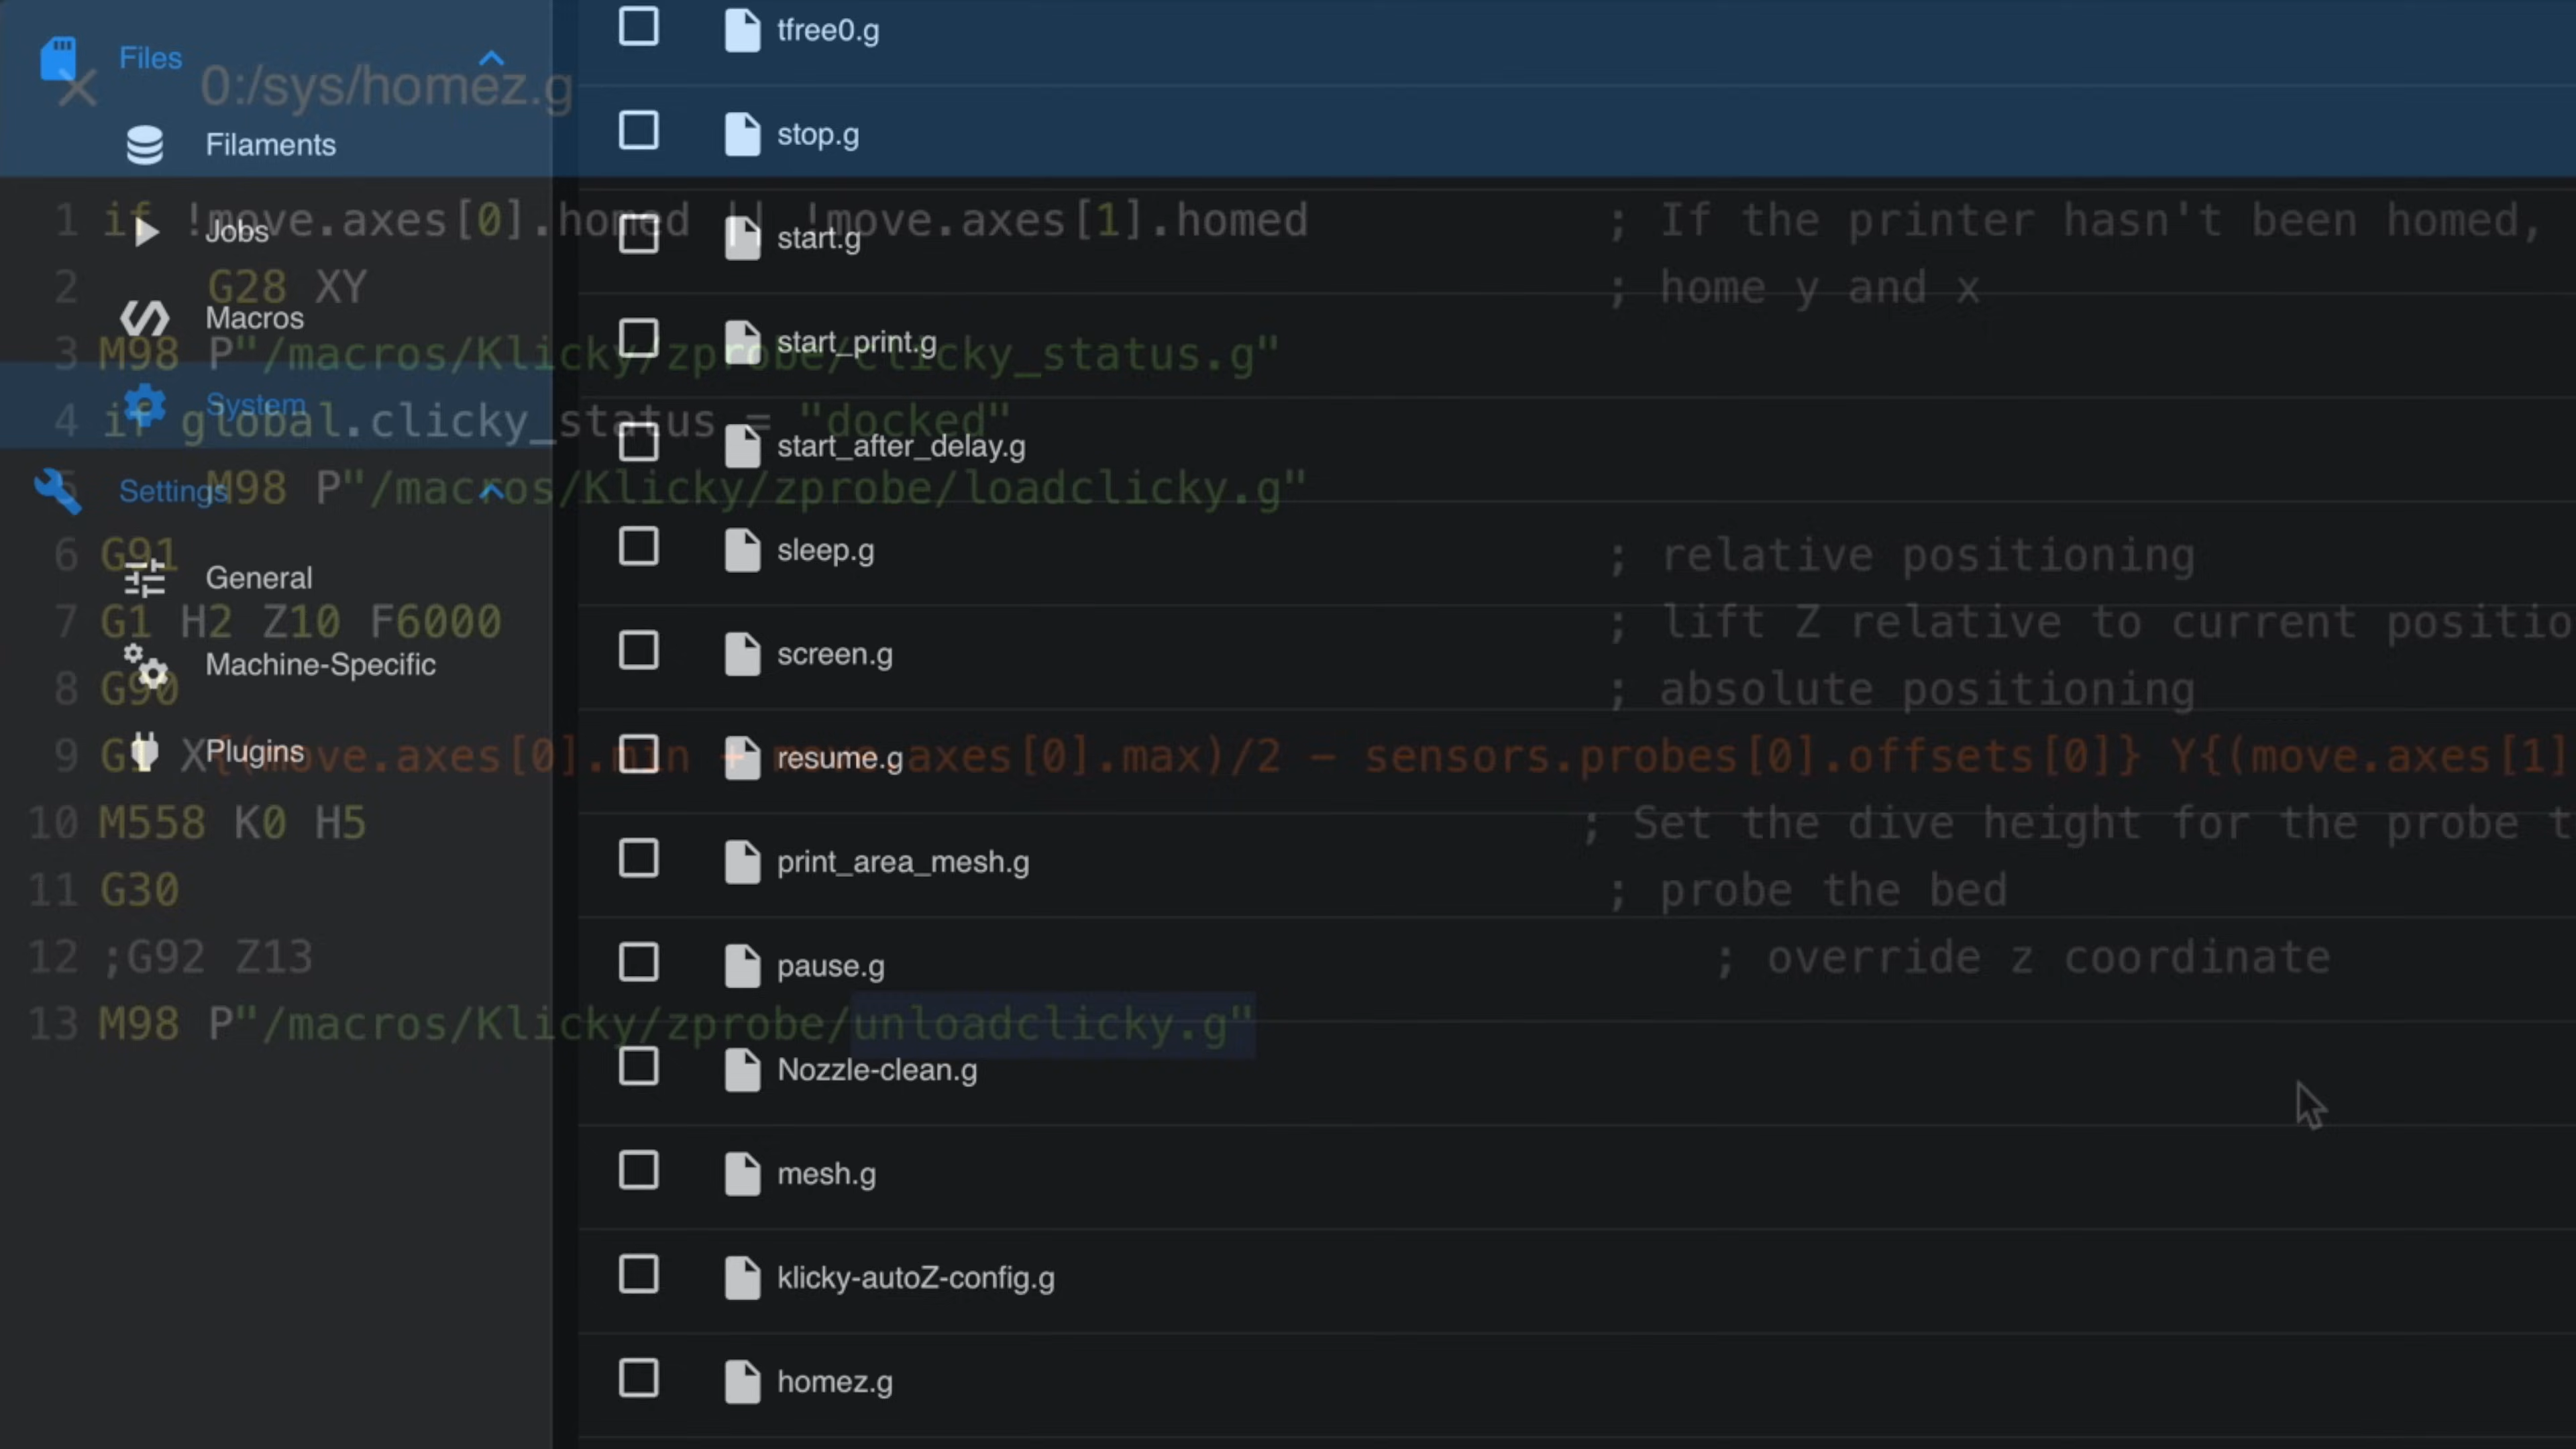 Files
0:/sys/homez.g
Filaments
Jobs
Macros
System
Settings
General
Machine-Specific
Plugins
tfree0.g
stop.g
start.g
start_print.g
start_after_delay.g
sleep.g
screen.g
resume.g
print_area_mesh.g
pause.g
Nozzle-clean.g
mesh.g
klicky-autoZ-config.g
homez.g
1 if !move.axes[0].homed || !move.axes[1].homed ; If the printer hasn't been homed,
2 G28 XY ; home y and x
3 M98 P"/macros/Klicky/zprobe/clicky_status.g"
4 if global.clicky_status = "docked"
5 M98 P"/macros/Klicky/zprobe/loadclicky.g"
6 G91 ; relative positioning
7 G1 H2 Z10 F6000 ; lift Z relative to current positio
8 G90 ; absolute positioning
9 G1 X{(move.axes[0].min + move.axes[0].max)/2 - sensors.probes[0].offsets[0]} Y{(move.axes[1]
10 M558 K0 H5 ; Set the dive height for the probe t
11 G30 ; probe the bed
12 ;G92 Z13 ; override z coordinate
13 M98 P"/macros/Klicky/zprobe/unloadclicky.g"